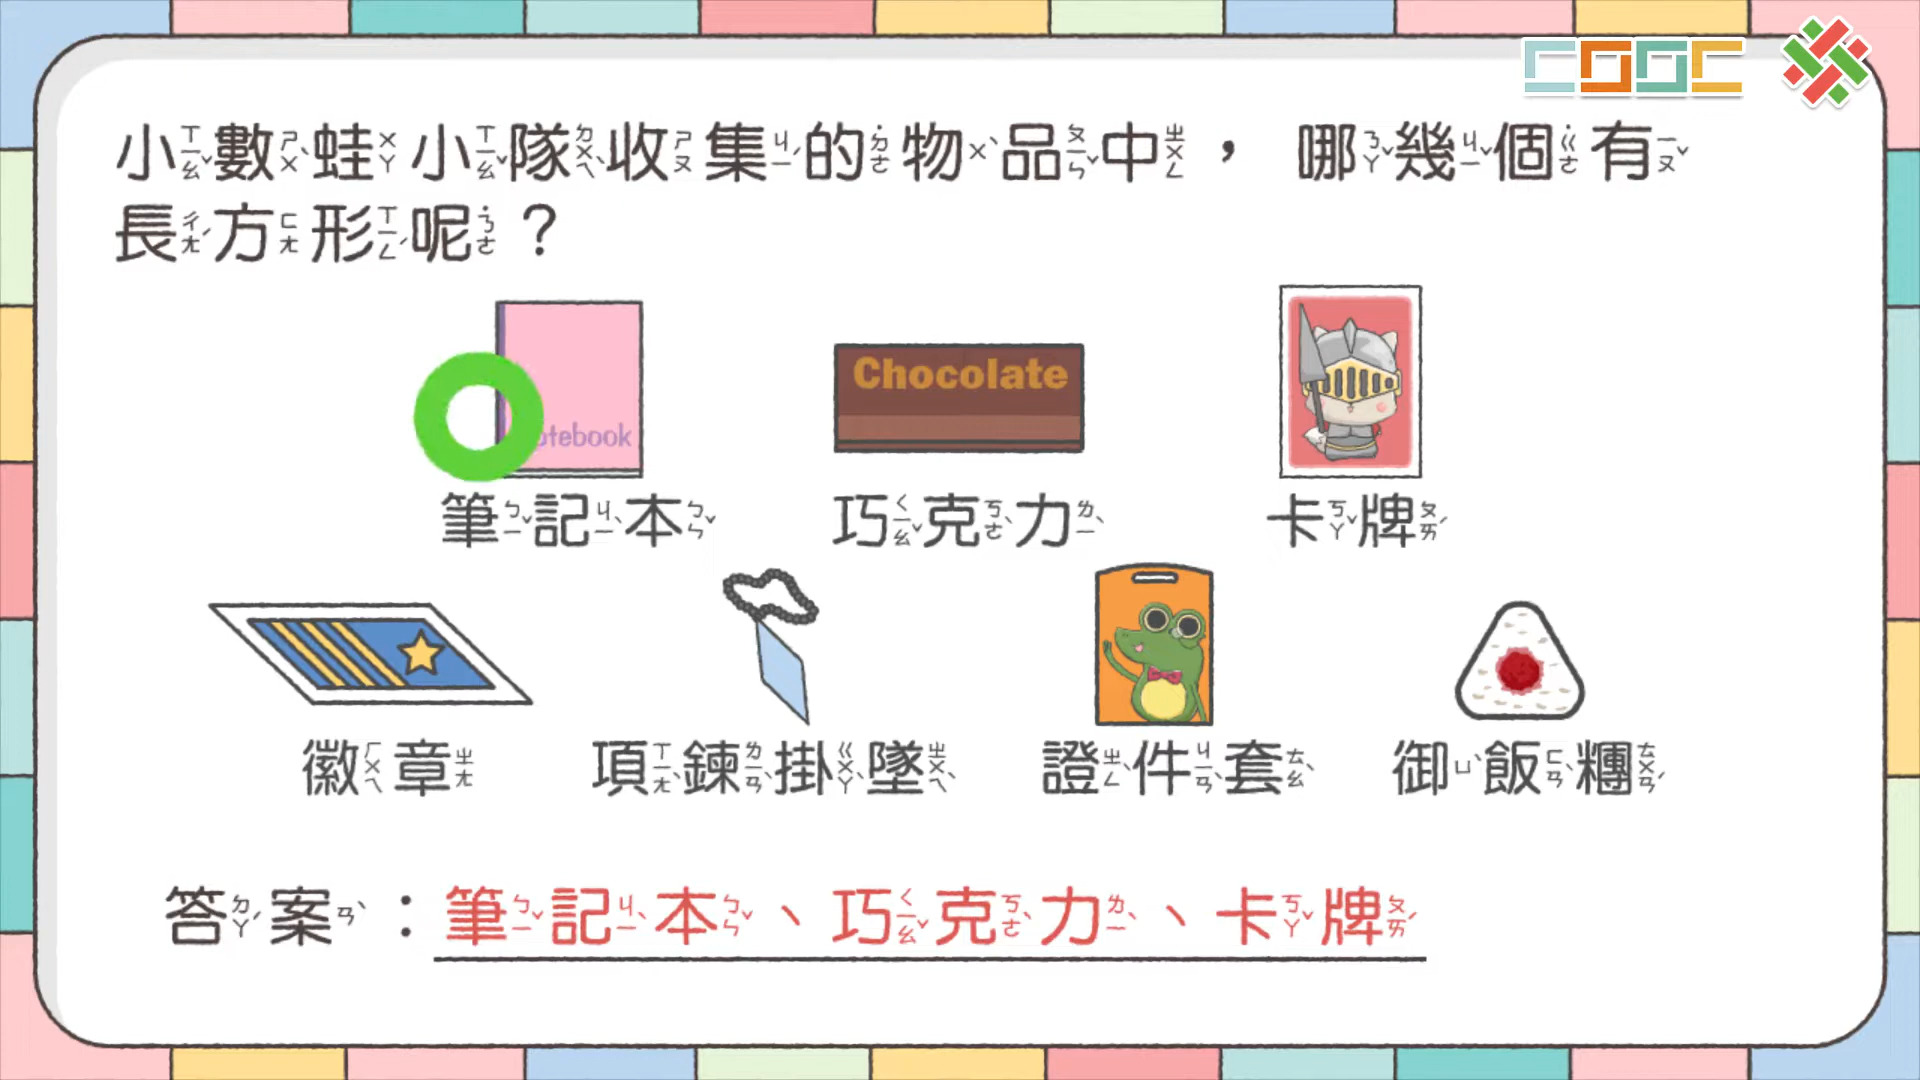 COOC
小數蛙小隊收集的物品中，哪幾個有
長方形呢？
otebook
Chocolate
筆記本 巧克力 卡牌
徽章 項鍊掛墜 證件套 御飯糰
答案：筆記本、巧克力、卡牌